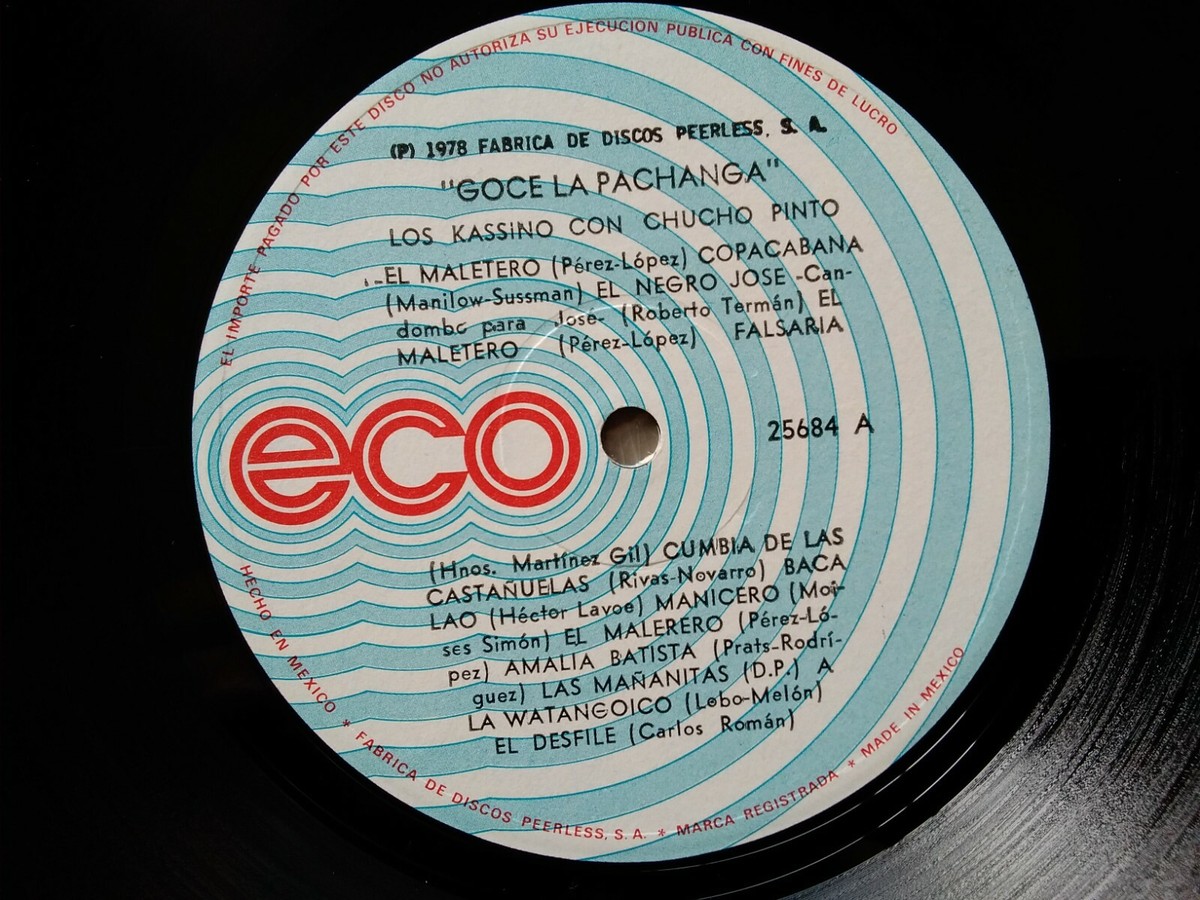 EL IMPORTE PAGADO POR ESTE DISCO NO AUTORIZA SU EJECUCION PUBLICA CON FINES DE LUCRO
(P) 1978 FABRICA DE DISCOS PEERLESS, S. A.
"GOCE LA PACHANGA"
LOS KASSINO CON CHUCHO PINTO
1.-EL MALETERO (Pérez-López) COPACABANA
(Manilow-Sussman) EL NEGRO JOSE -Can-
dombe para Jose- (Roberto Termán) EL
MALETERO (Pérez-López) FALSARIA
eco
25684 A
(Hnos. Martínez Gil) CUMBIA DE LAS
CASTAÑUELAS (Rivas-Novarro) BACA
LAO (Héctor Lavoe) MANICERO (Moi-
ses Simón) EL MALERERO (Pérez-Ló-
pez) AMALIA BATISTA (Prats-Rodrí-
guez) LAS MAÑANITAS (D.P.) A
LA WATANGOICO (Lobo-Melón)
EL DESFILE (Carlos Román)
HECHO EN MEXICO * FABRICA DE DISCOS PEERLESS, S.A. * MARCA REGISTRADA * MADE IN MEXICO